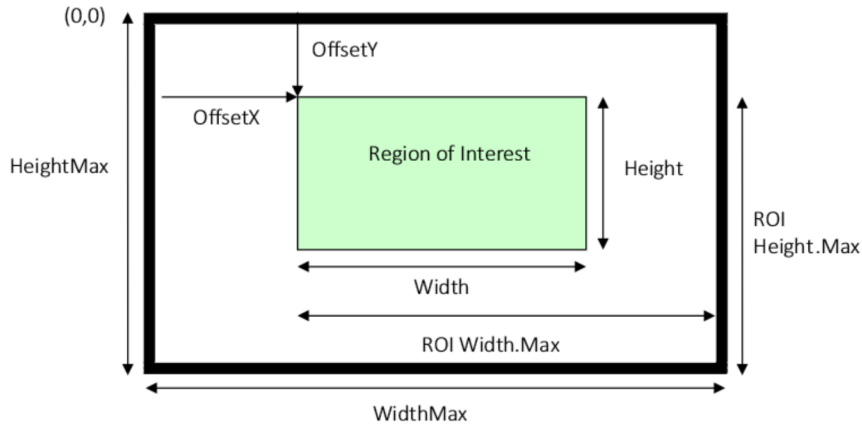 (0,0)
OffsetY
OffsetX
HeightMax
Region of Interest
Height
ROI
Height.Max
Width
ROI Width.Max
WidthMax